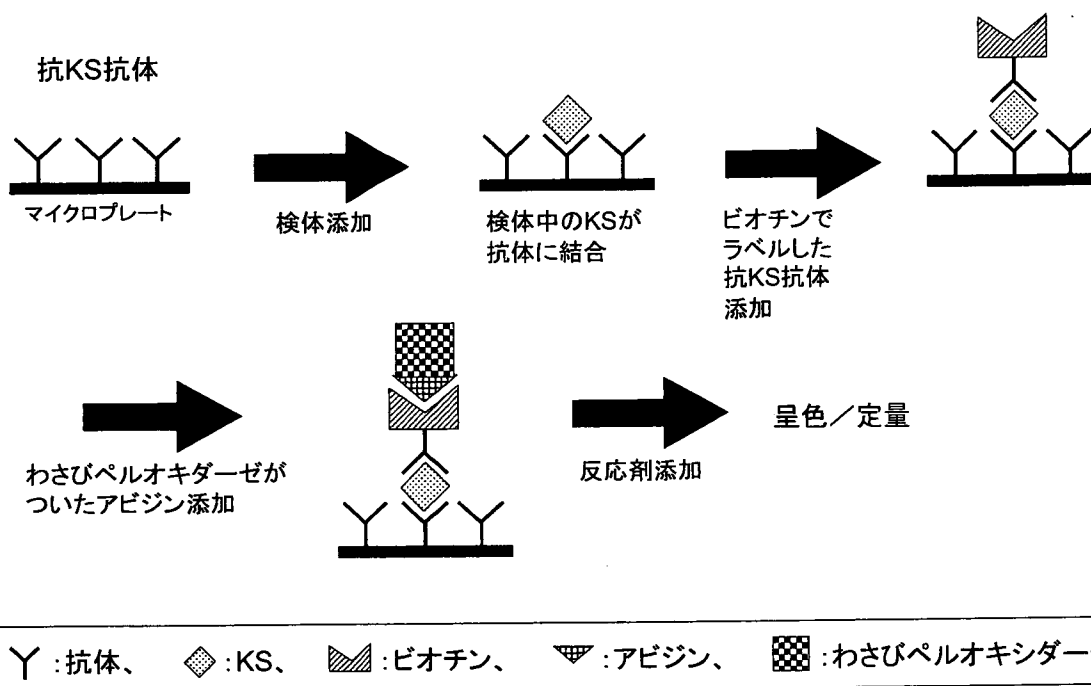 抗KS抗体
マイクロプレート
検体添加
検体中のKSが
抗体に結合
ビオチンで
ラベルした
抗KS抗体
添加
わさびペルオキダーゼが
ついたアビジン添加
反応剤添加
呈色／定量
:抗体、 :KS、 :ビオチン、 :アビジン、 :わさびペルオキシダー